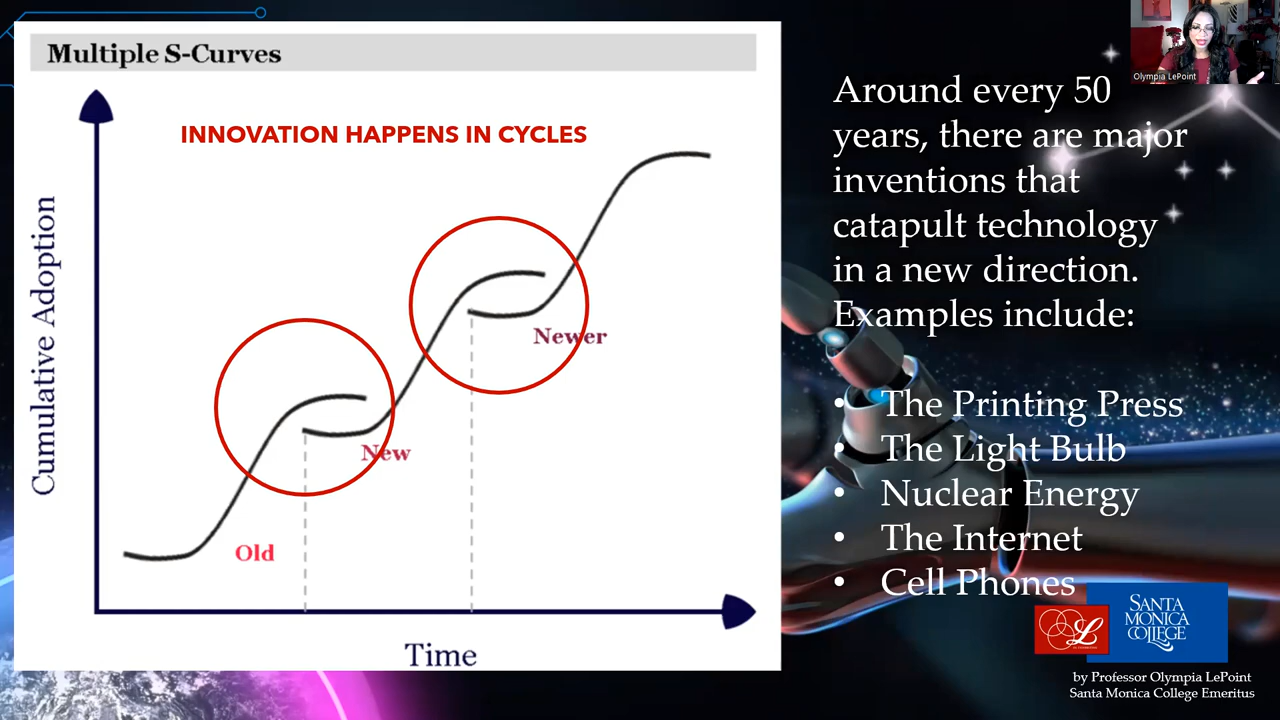 Multiple S-Curves
INNOVATION HAPPENS IN CYCLES
Cumulative Adoption
Newer
New
Old
Time
Olympia LePoint
Around every 50
years, there are major
inventions that
catapult technology
in a new direction.
Examples include:
• The Printing Press
• The Light Bulb
• Nuclear Energy
• The Internet
• Cell Phones
L
SANTA
MONICA
COLLEGE
by Professor Olympia LePoint
Santa Monica College Emeritus